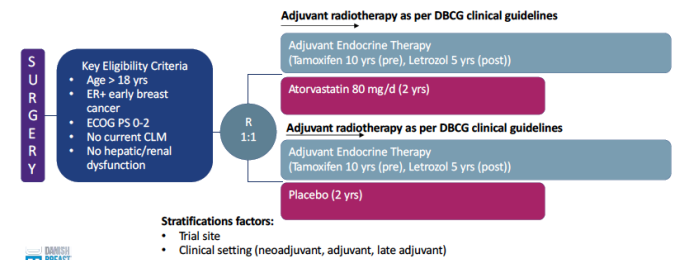 Adjuvant radiotherapy as per DBCG clinical guidelines
SURGERY
Key Eligibility Criteria
• Age > 18 yrs
• ER+ early breast
cancer
• ECOG PS 0-2
• No current CLM
• No hepatic/renal
dysfunction
R
1:1
Adjuvant Endocrine Therapy
(Tamoxifen 10 yrs (pre), Letrozol 5 yrs (post))
Atorvastatin 80 mg/d (2 yrs)
Adjuvant radiotherapy as per DBCG clinical guidelines
Adjuvant Endocrine Therapy
(Tamoxifen 10 yrs (pre), Letrozol 5 yrs (post))
Placebo (2 yrs)
Stratifications factors:
• Trial site
• Clinical setting (neoadjuvant, adjuvant, late adjuvant)
DANISH
BREAST